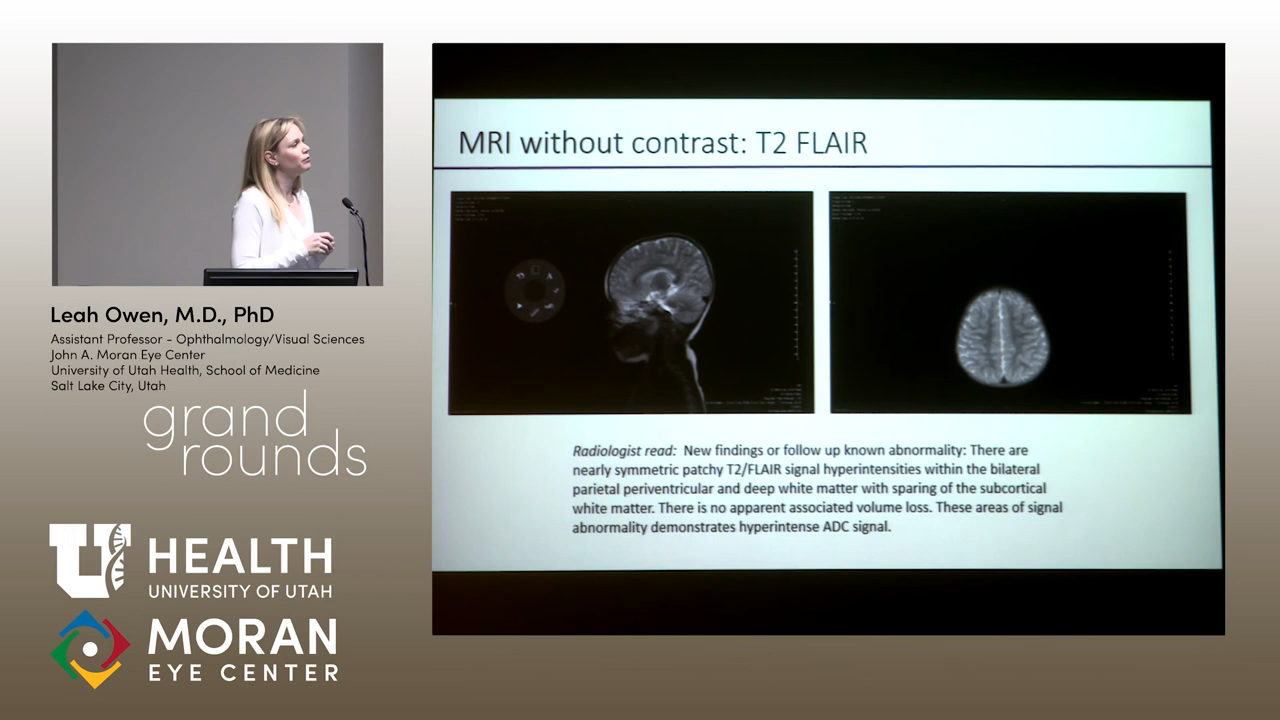 Leah Owen, M.D., PhD
Assistant Professor - Ophthalmology/Visual Sciences
John A. Moran Eye Center
University of Utah Health, School of Medicine
Salt Lake City, Utah
grand
rounds
U HEALTH
UNIVERSITY OF UTAH
MORAN
EYE CENTER
MRI without contrast: T2 FLAIR
Radiologist read: New findings or follow up known abnormality: There are
nearly symmetric patchy T2/FLAIR signal hyperintensities within the bilateral
parietal periventricular and deep white matter with sparing of the subcortical
white matter. There is no apparent associated volume loss. These areas of signal
abnormality demonstrates hyperintense ADC signal.